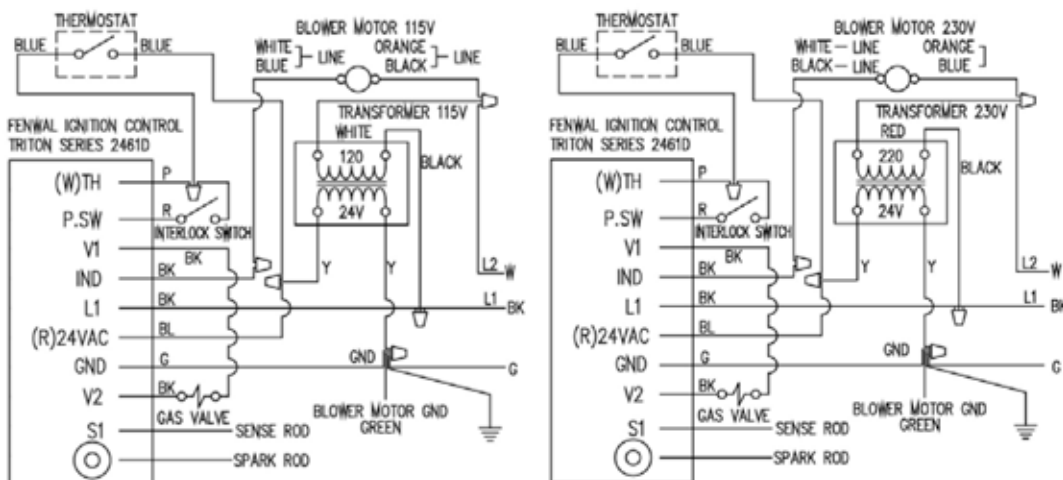 THERMOSTAT
BLUE
BLUE
BLOWER MOTOR 115V
WHITE
BLUE
LINE
ORANGE
BLACK
LINE
TRANSFORMER 115V
WHITE
120
24V
BLACK
FENWAL IGNITION CONTROL
TRITON SERIES 2461D
(W)TH
P
P.SW
R
INTERLOCK SWITCH
V1
BK
IND
BK
Y
Y
L2
W
L1
BK
L1
BK
(R)24VAC
BL
GND
G
GND
G
V2
BK
GAS VALVE
BLOWER MOTOR GND
GREEN
S1
SENSE ROD
SPARK ROD
THERMOSTAT
BLUE
BLUE
BLOWER MOTOR 230V
WHITE
LINE
BLACK
LINE
ORANGE
BLUE
TRANSFORMER 230V
RED
220
24V
BLACK
FENWAL IGNITION CONTROL
TRITON SERIES 2461D
(W)TH
P
P.SW
R
INTERLOCK SWITCH
V1
BK
IND
BK
Y
Y
L2
W
L1
BK
L1
BK
(R)24VAC
BL
GND
G
GND
G
V2
BK
GAS VALVE
BLOWER MOTOR GND
GREEN
S1
SENSE ROD
SPARK ROD